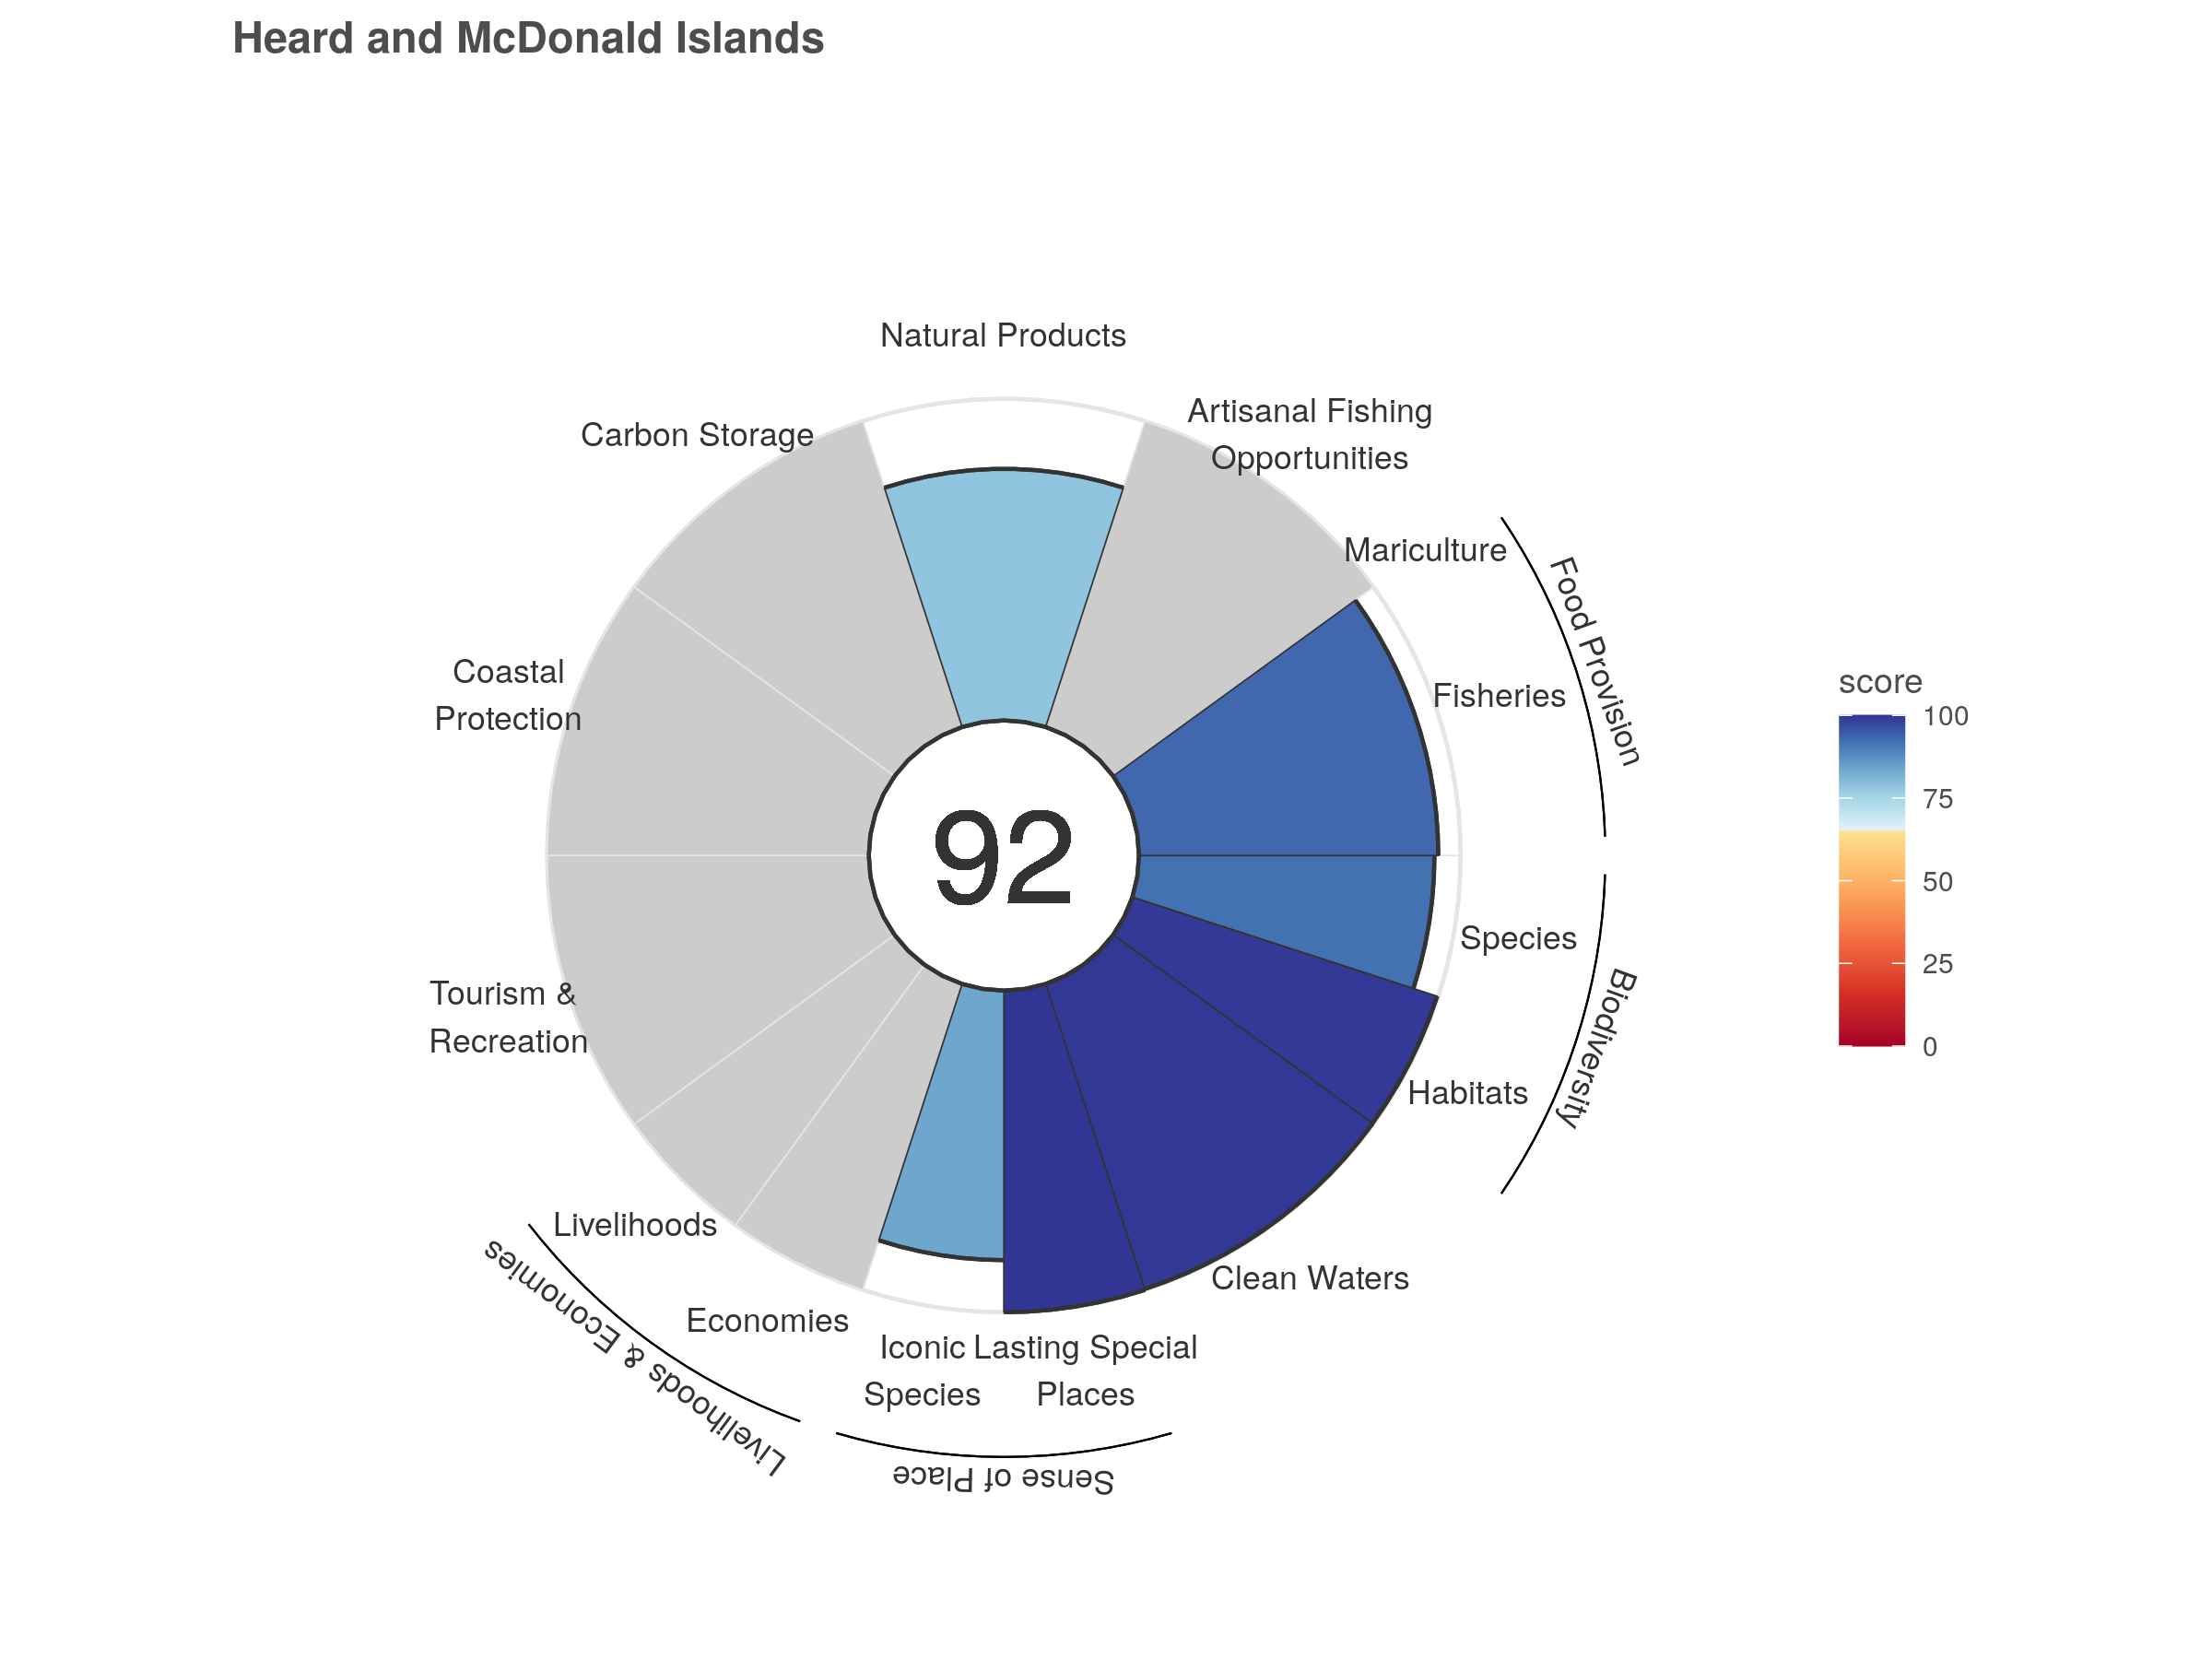 Heard and McDonald Islands
Natural Products
Artisanal Fishing
Opportunities
Carbon Storage
Mariculture
Food Provision
Fisheries
Coastal
Protection
score
100
75
50
25
0
92
Species
Biodiversity
Tourism &
Recreation
Habitats
Livelihoods
Clean Waters
Livelihoods & Economies
Economies
Iconic
Species
Lasting Special
Places
Sense of Place